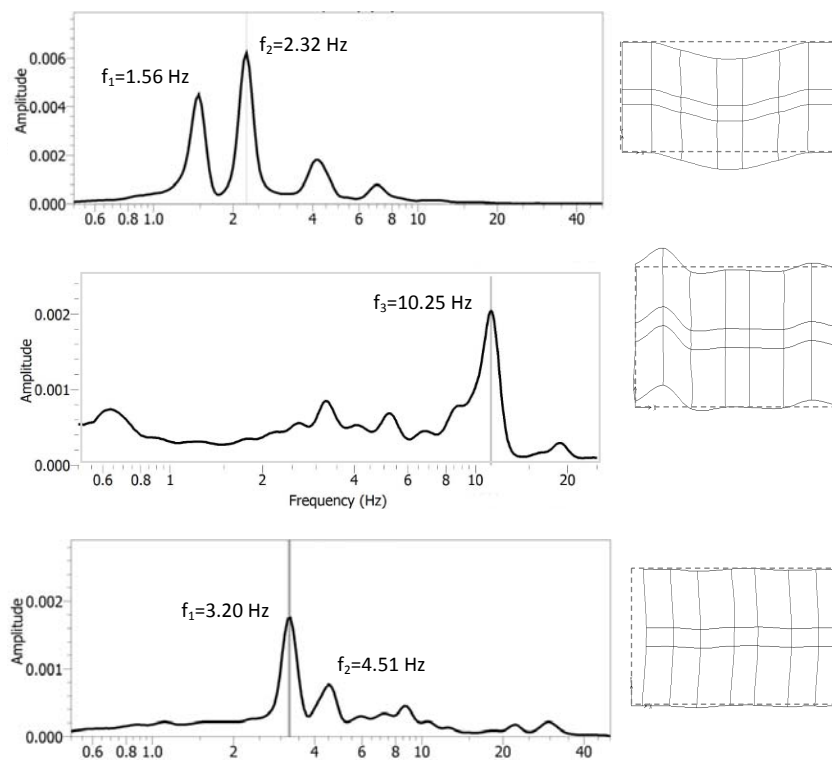 Amplitude
0.006
0.004
0.002
0.000
f₁=1.56 Hz
f₂=2.32 Hz
0.6 0.8 1.0 2 4 6 8 10 20 40
Amplitude
0.002
0.001
0.000
f₃=10.25 Hz
0.6 0.8 1 2 4 6 8 10 20
Frequency (Hz)
Amplitude
0.002
0.001
0.000
f₁=3.20 Hz
f₂=4.51 Hz
0.6 0.8 1.0 2 4 6 8 10 20 40